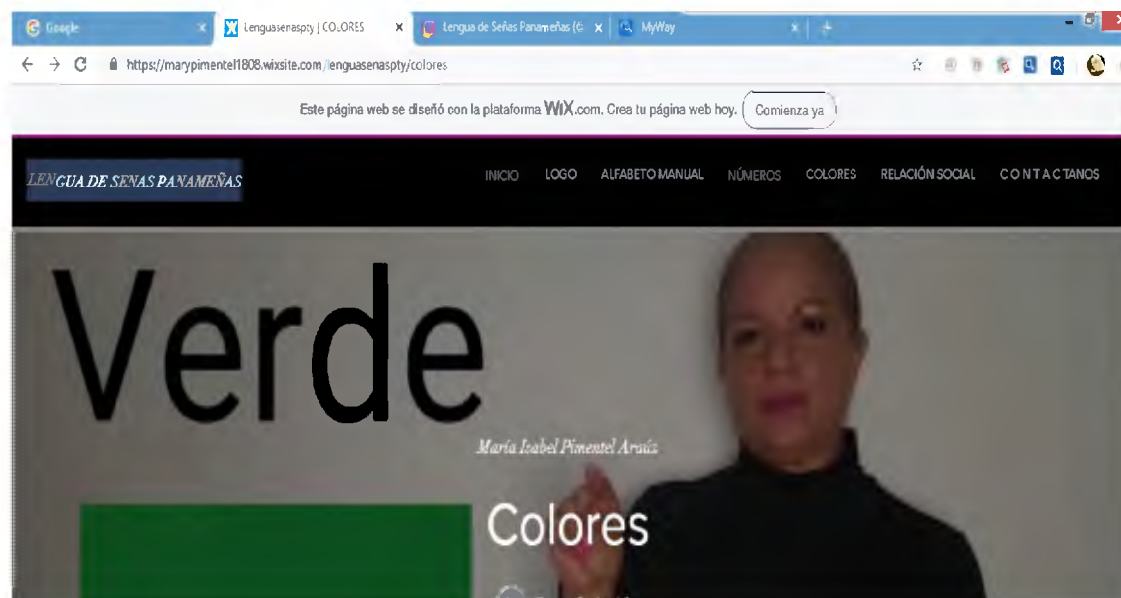 Google
Lenguasenaspty | COLORES
Lengua de Señas Panameñas (
MyWay
https://marypimentel1808.wixsite.com/lenguasenaspty/colores
Este página web se diseñó con la plataforma WiX.com. Crea tu página web hoy.
Comienza ya
LENGUA DE SENAS PANAMEÑAS
INICIO LOGO ALFABETO MANUAL NÚMEROS COLORES RELACIÓN SOCIAL CONTACTANOS
Verde
María Isabel Pimentel Araúz
Colores